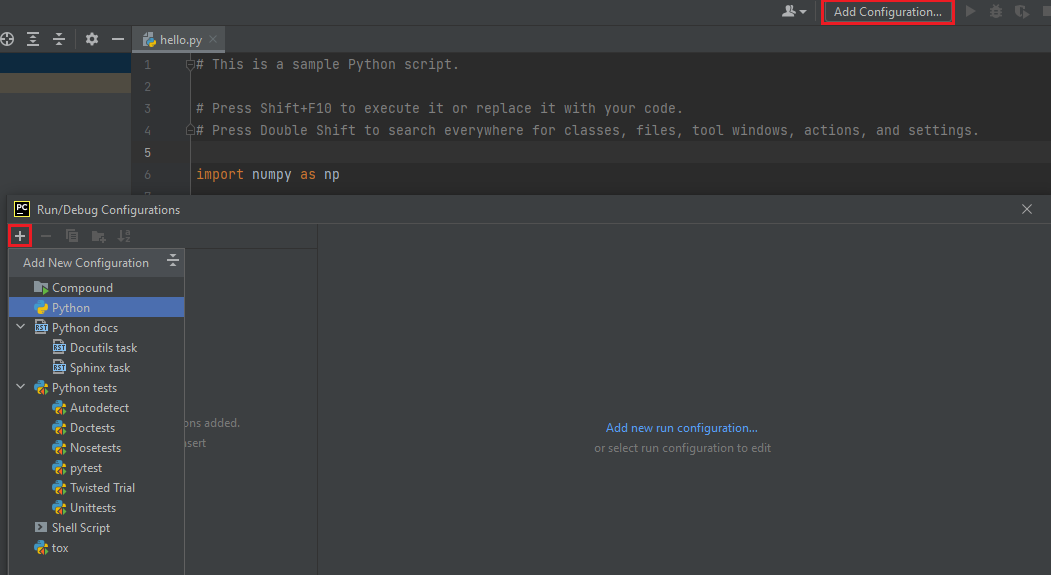 Add Configuration...
hello.py
1 # This is a sample Python script.
2
3 # Press Shift+F10 to execute it or replace it with your code.
4 # Press Double Shift to search everywhere for classes, files, tool windows, actions, and settings.
5
6 import numpy as np
PC Run/Debug Configurations
Add New Configuration
Compound
Python
RST Python docs
RST Docutils task
RST Sphinx task
Python tests
Autodetect
Doctests
ons added.
Add new run configuration...
Nosetests
or select run configuration to edit
pytest
Twisted Trial
Unittests
Shell Script
tox